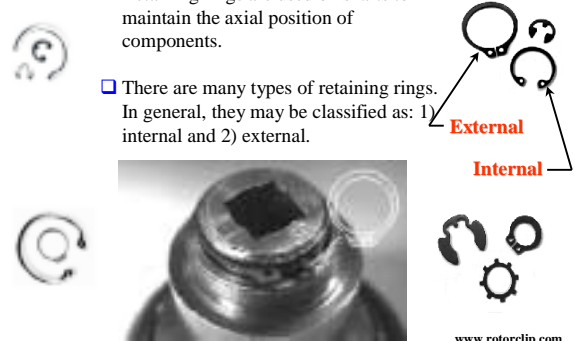 maintain the axial position of
components.
There are many types of retaining rings.
In general, they may be classified as: 1)
internal and 2) external.
External
Internal
www.rotorclip.com